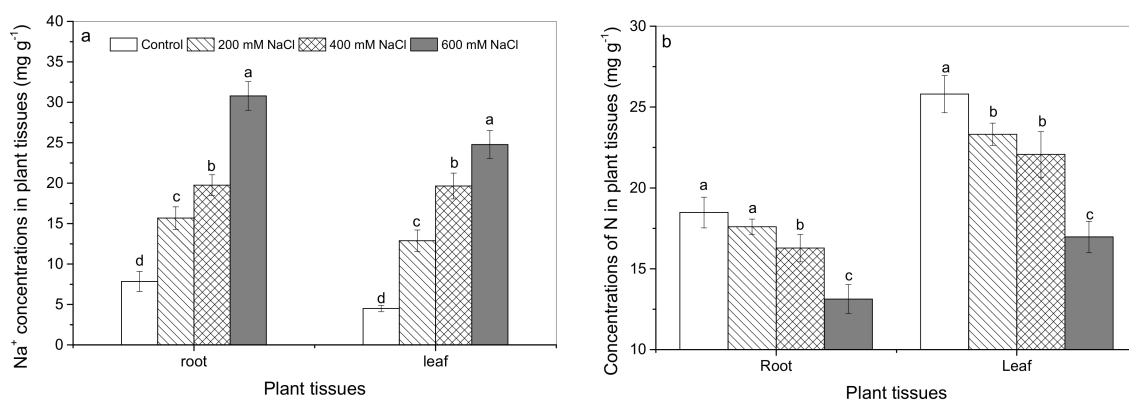 a
Control 200 mM NaCl 400 mM NaCl 600 mM NaCl
Na⁺ concentrations in plant tissues (mg g⁻¹)
40
35
30
25
20
15
10
5
0
d
c
b
a
d
c
b
a
root leaf
Plant tissues
b
Concentrations of N in plant tissues (mg g⁻¹)
30
25
20
15
10
a
a
b
c
a
b
b
c
Root Leaf
Plant tissues